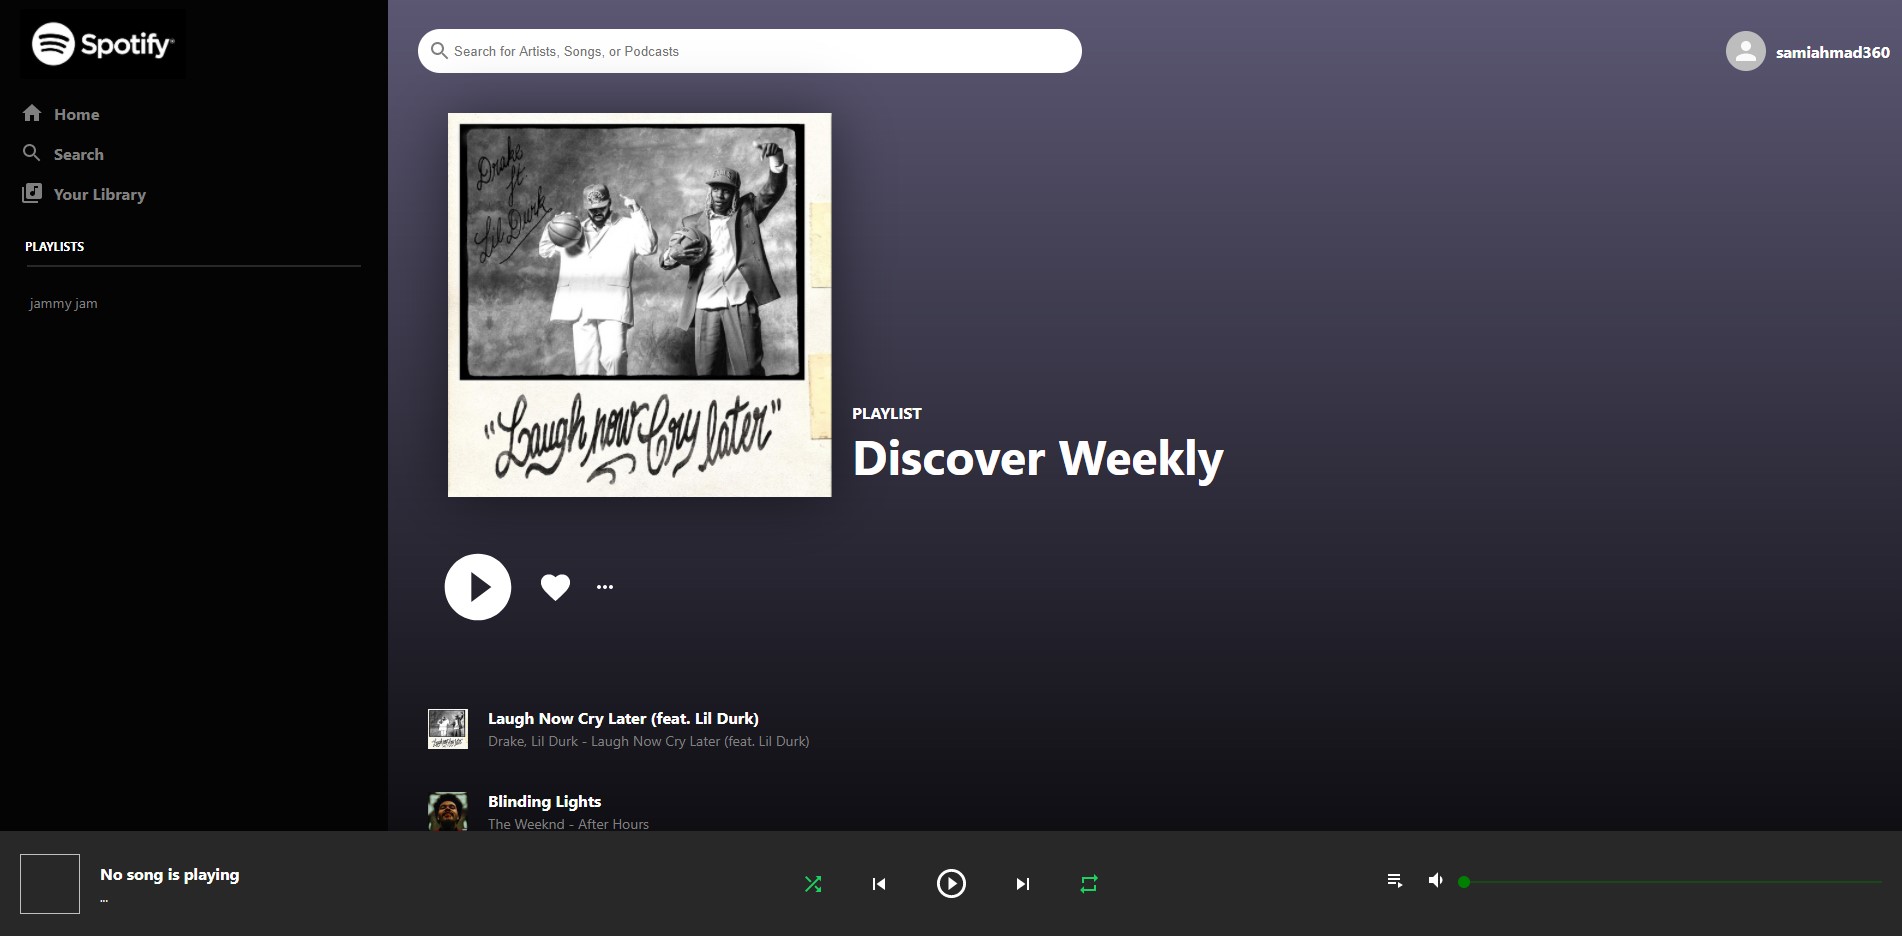 Spotify®
Home
Search
Your Library
PLAYLISTS
jammy jam
Search for Artists, Songs, or Podcasts
samiahmad360
Drake
ft
Lil Durk
"Laugh now Cry later"
PLAYLIST
Discover Weekly
Laugh Now Cry Later (feat. Lil Durk)
Drake, Lil Durk - Laugh Now Cry Later (feat. Lil Durk)
Blinding Lights
The Weeknd - After Hours
No song is playing
...